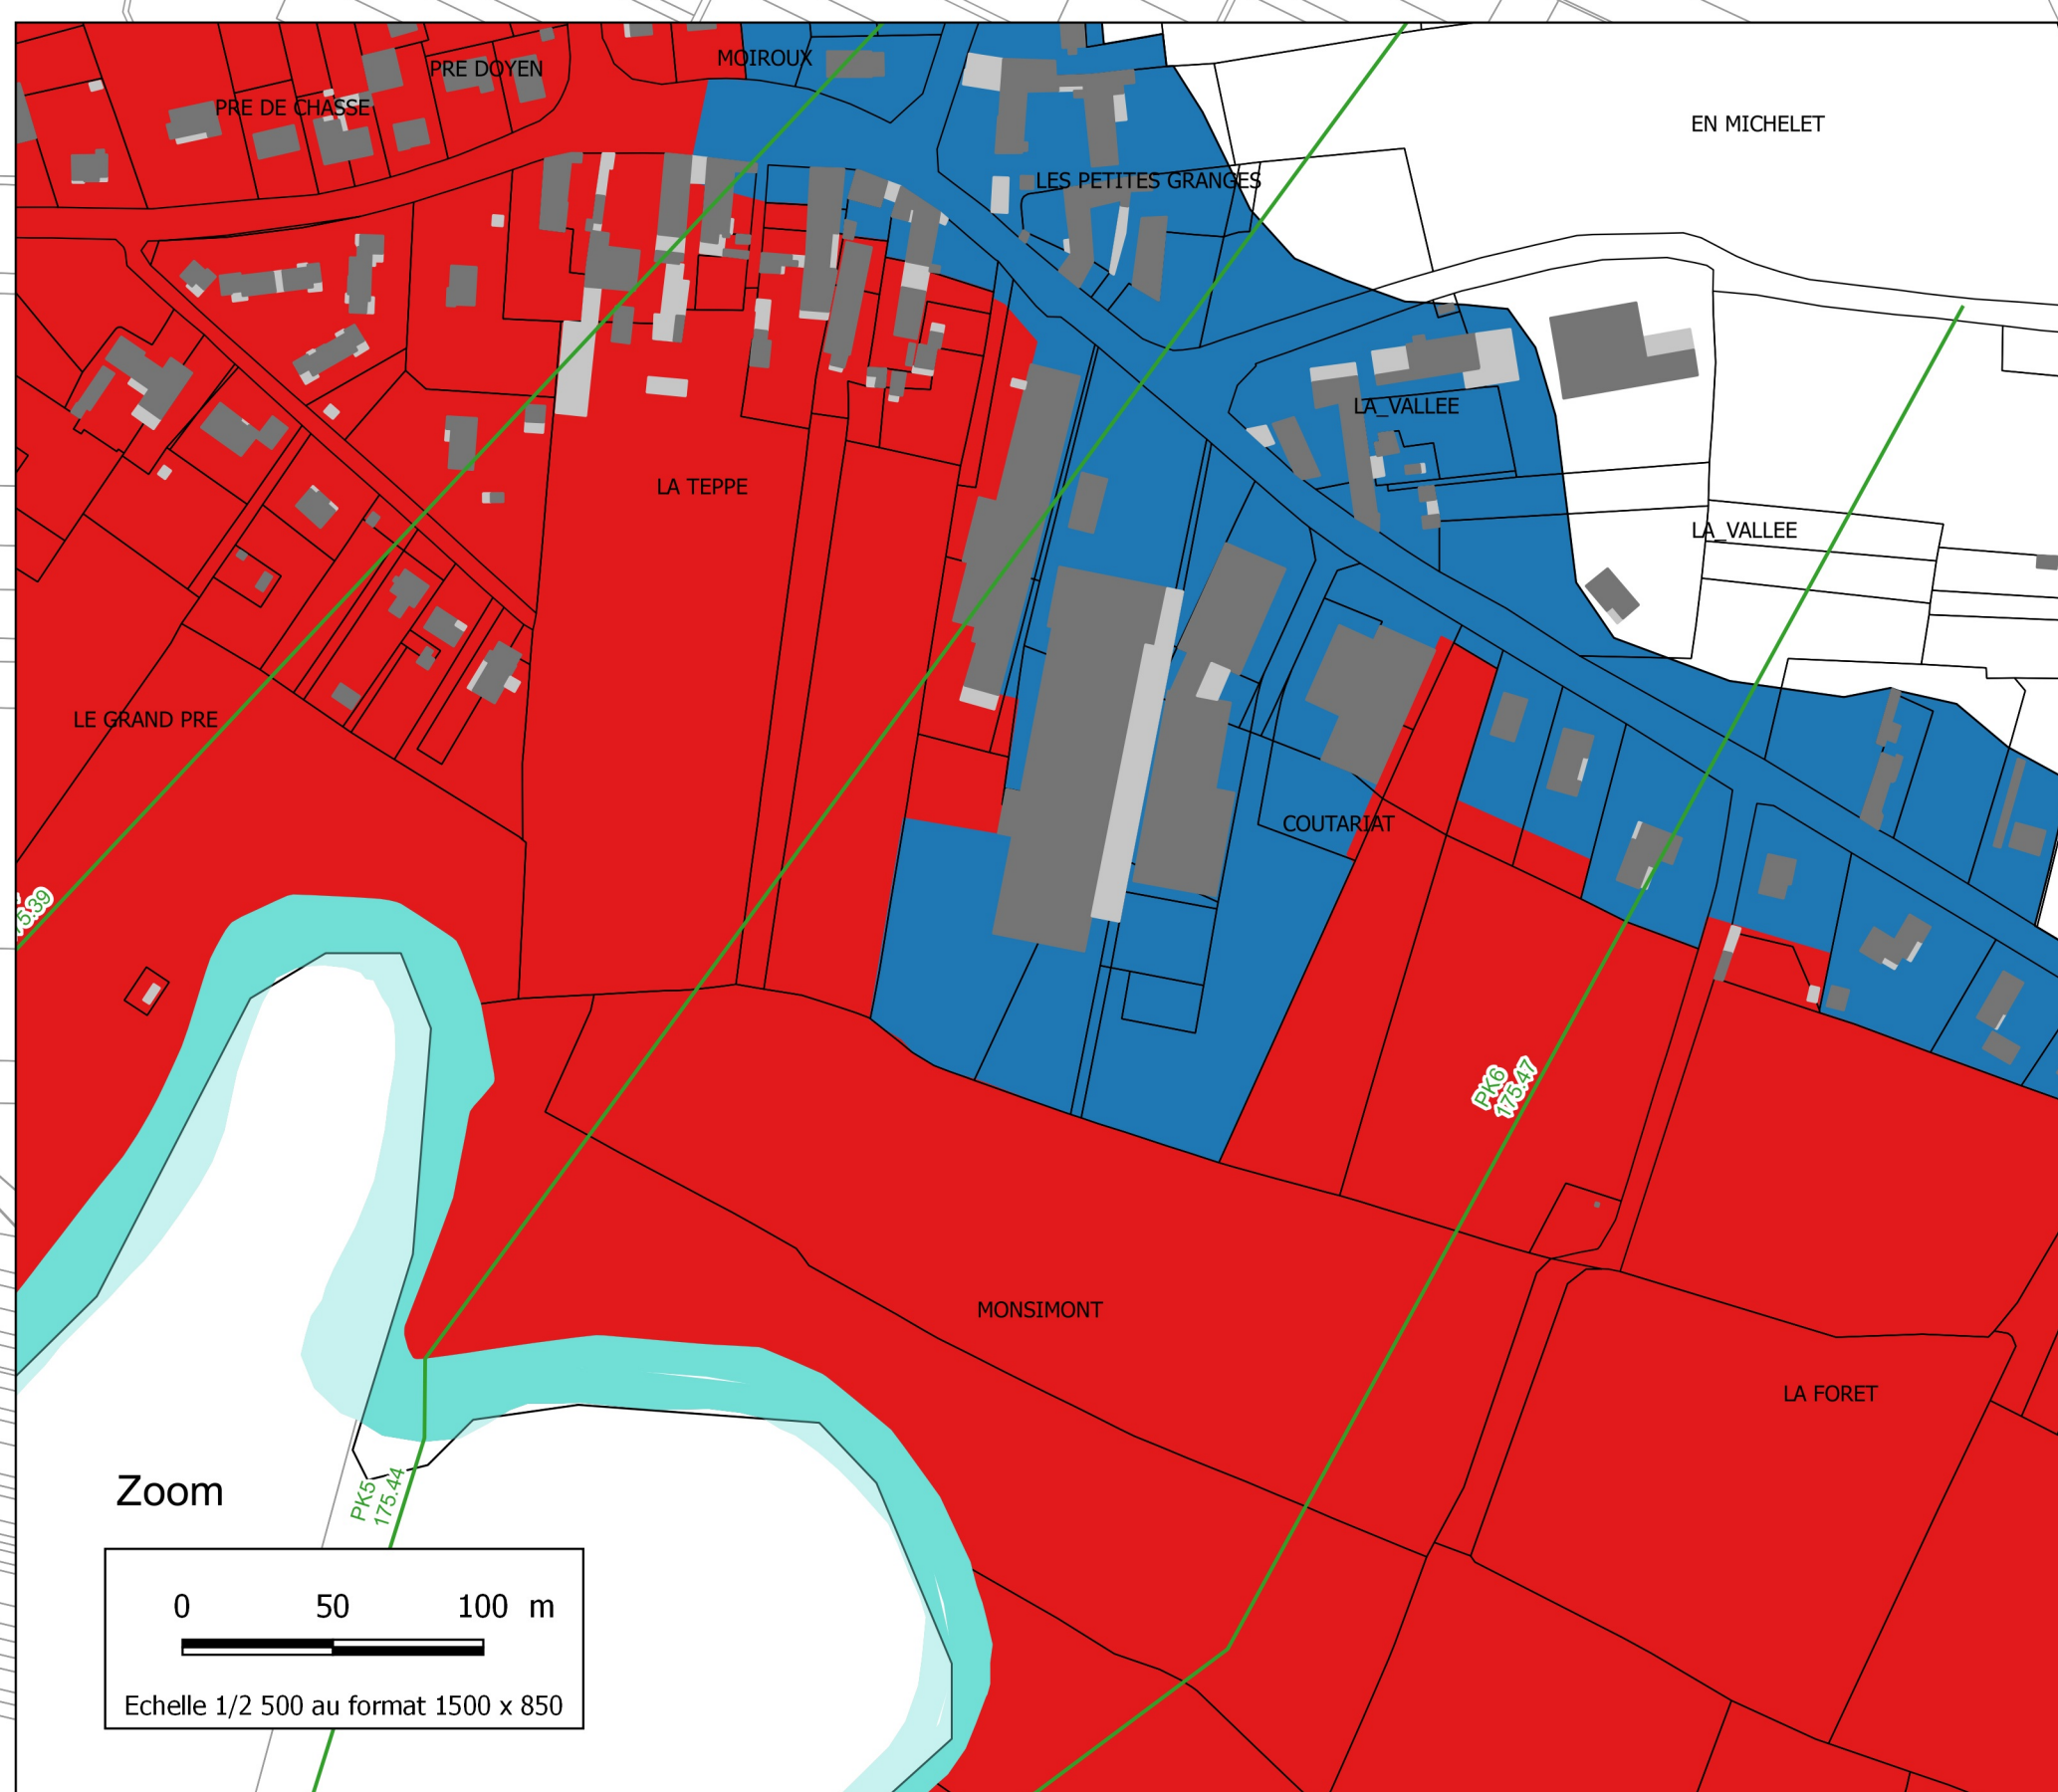 MOIROUX
PRE DOYEN
PRE DE CHASSE
EN MICHELET
LES PETITES GRANGES
LA_VALLEE
LA TEPPE
LA_VALLEE
LE GRAND PRE
COUTARIAT
5.39
PK6
175.47
MONSIMONT
LA FORET
Zoom
PK5
175.44
0 50 100 m
Echelle 1/2 500 au format 1500 x 850